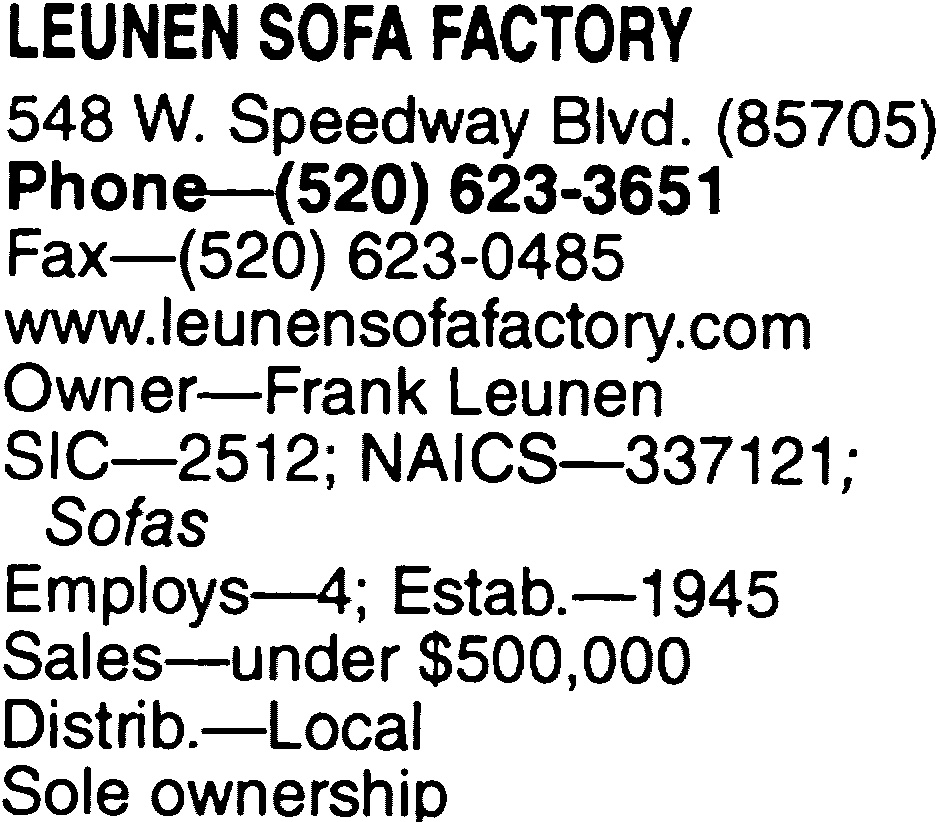 LEUNEN SOFA FACTORY
548 W. Speedway Blvd. (85705)
Phone—(520) 623-3651
Fax—(520) 623-0485
www.leunensofafactory.com
Owner—Frank Leunen
SIC—2512; NAICS—337121;
Sofas
Employs—4; Estab.—1945
Sales—under $500,000
Distrib.—Local
Sole ownership